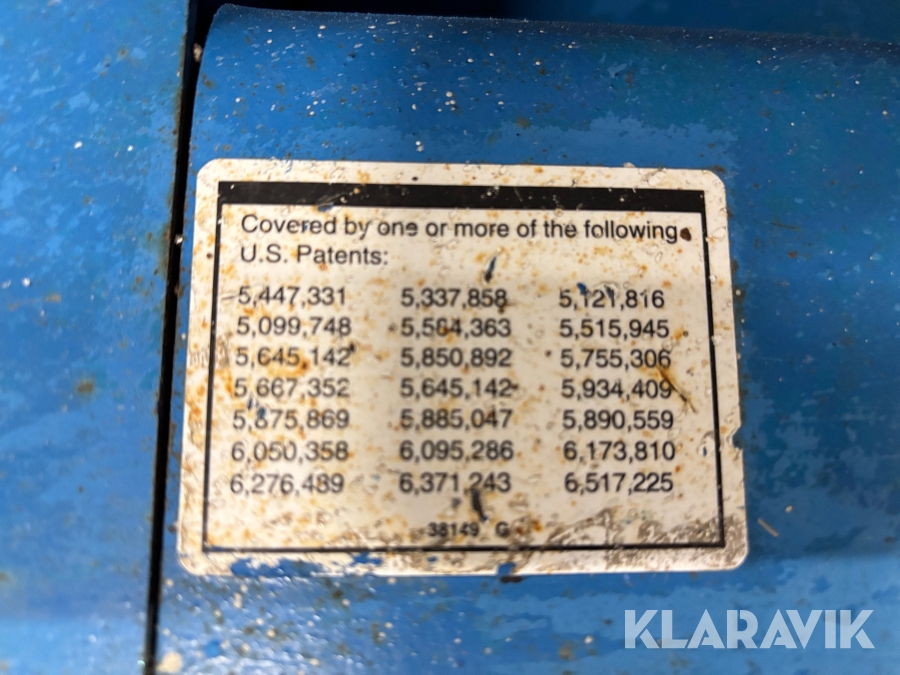 Covered by one or more of the following
U.S. Patents:
5,447,331 5,337,858 5,121,816
5,099,748 5,564,363 5,515,945
5,645,142 5,850,892 5,755,306
5,667,352 5,645,142 5,934,409
5,875,869 5,885,047 5,890,559
6,050,358 6,095,286 6,173,810
6,276,489 6,371,243 6,517,225
38149 G
KLARAVIK